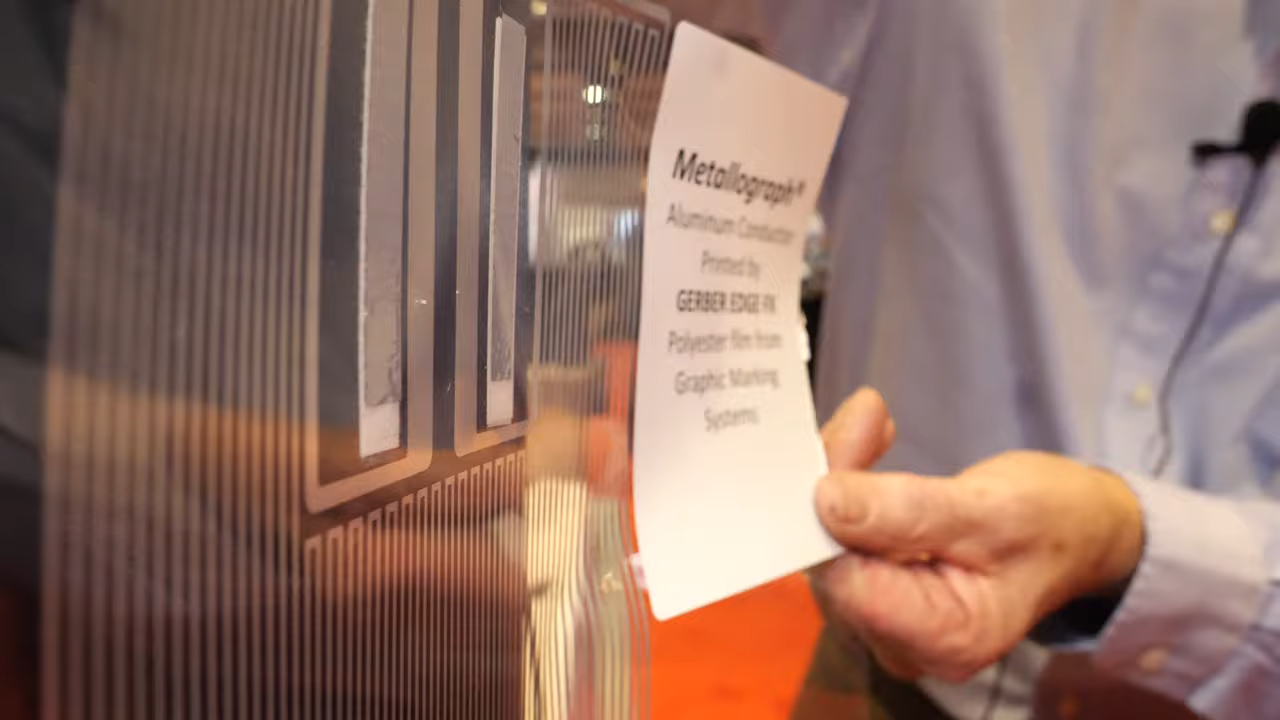 Metallograph®
Aluminum Conductor
Printed by
GERBER EDGE FX
Polyester film from
Graphic Marking
Systems